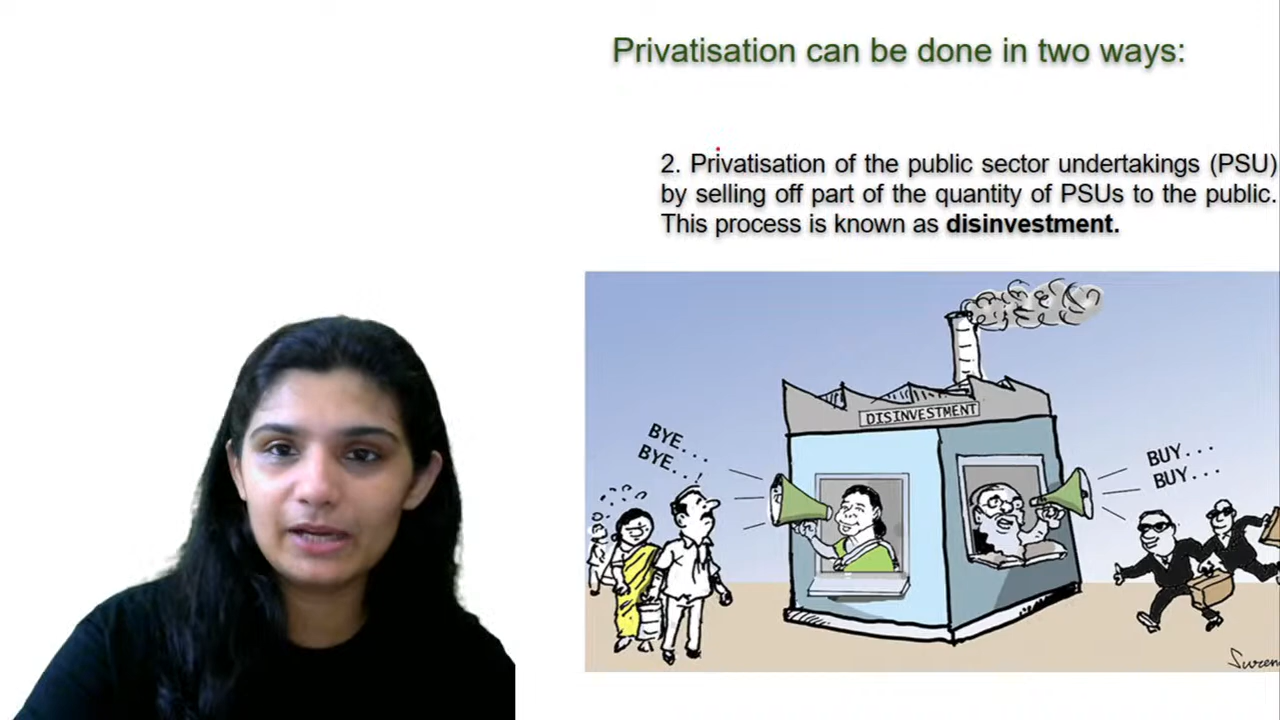 Privatisation can be done in two ways:
2. Privatisation of the public sector undertakings (PSU)
by selling off part of the quantity of PSUs to the public.
This process is known as disinvestment.
DISINVESTMENT
BYE...
BYE...
BUY...
BUY...